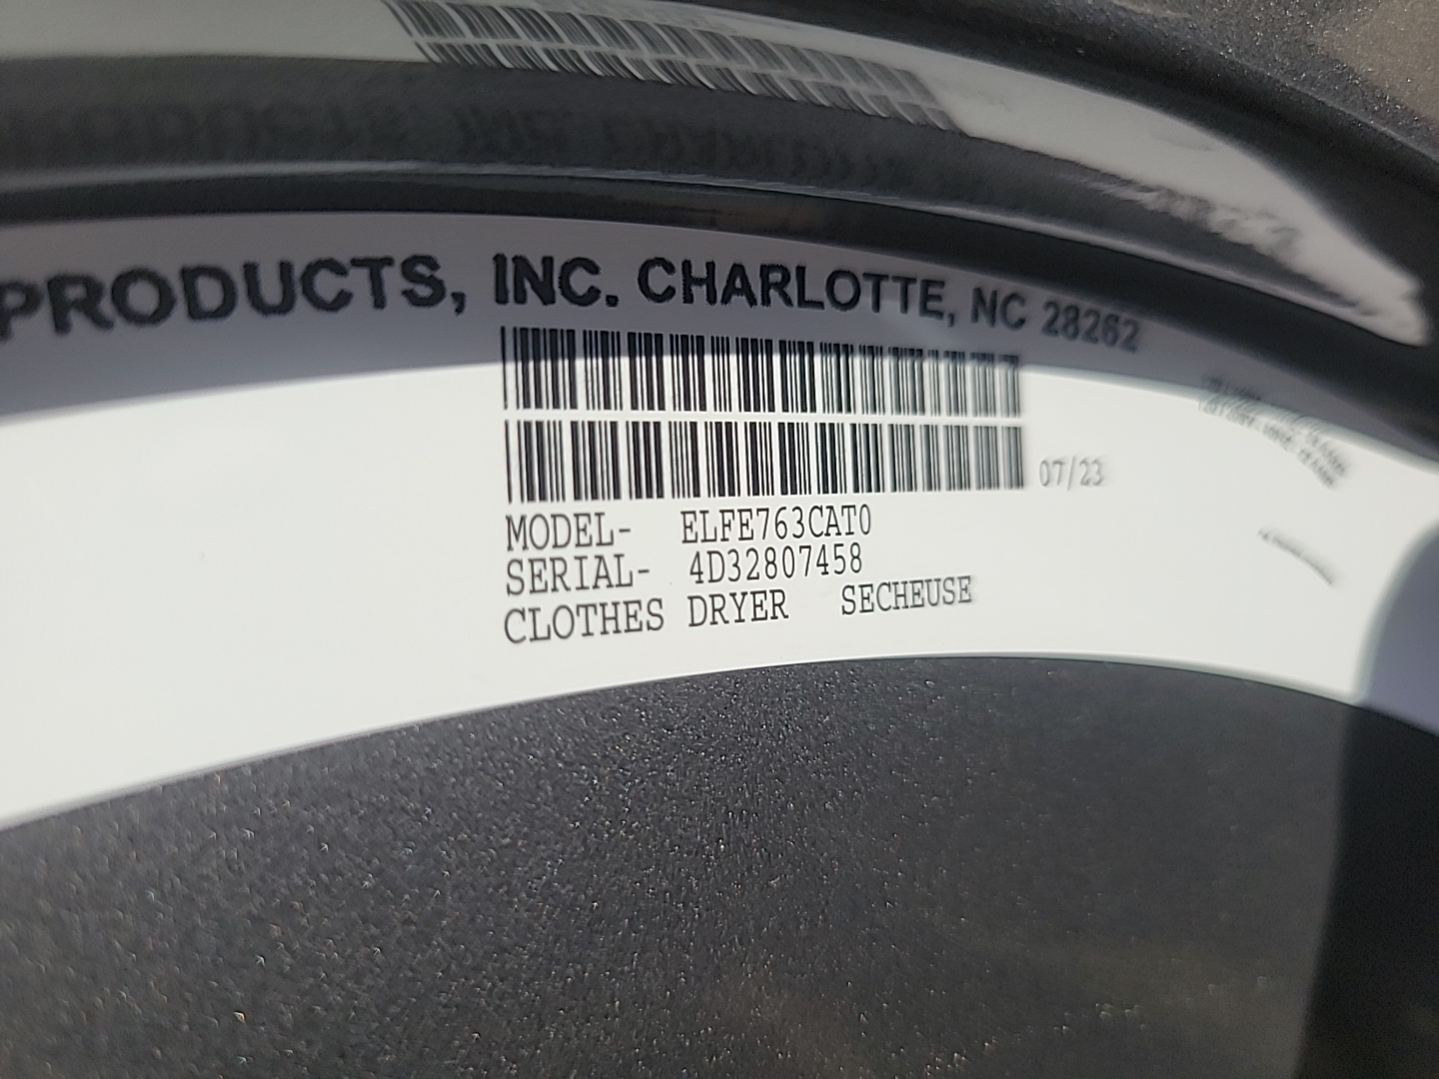 PRODUCTS, INC. CHARLOTTE, NC 28262
07/23
MODEL- ELFE763CAT0
SERIAL- 4D32807458
CLOTHES DRYER SECHEUSE